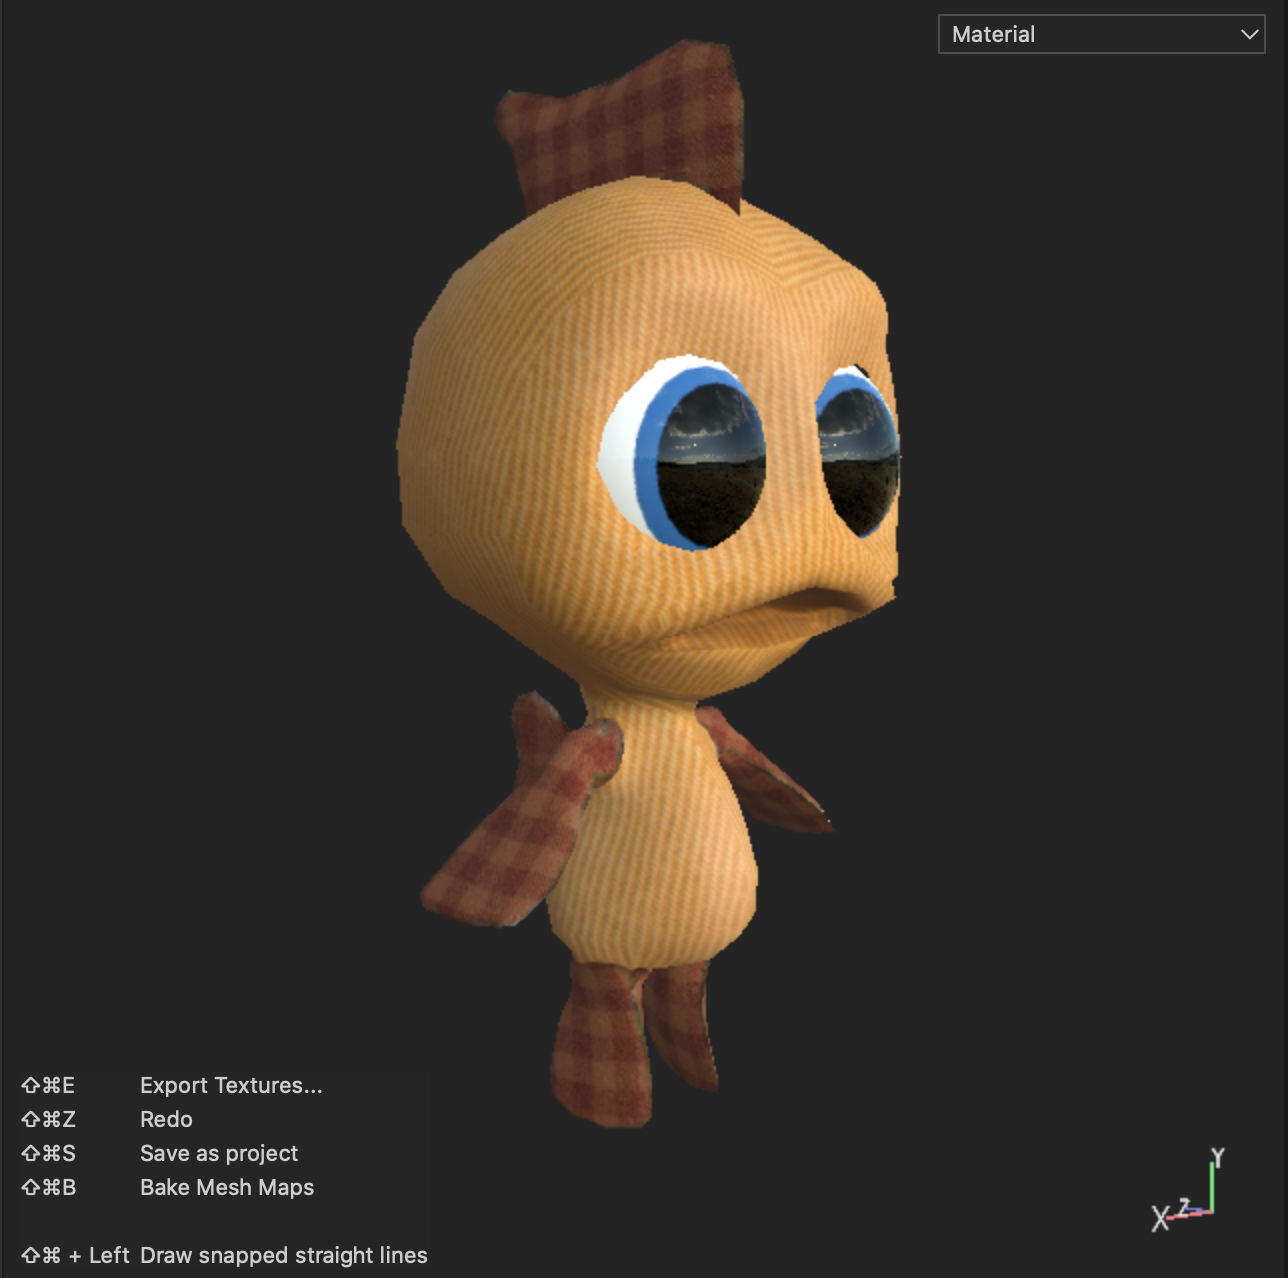 Material
⇧⌘E Export Textures...
⇧⌘Z Redo
⇧⌘S Save as project
⇧⌘B Bake Mesh Maps
⇧⌘ + Left Draw snapped straight lines
Y
Z
X